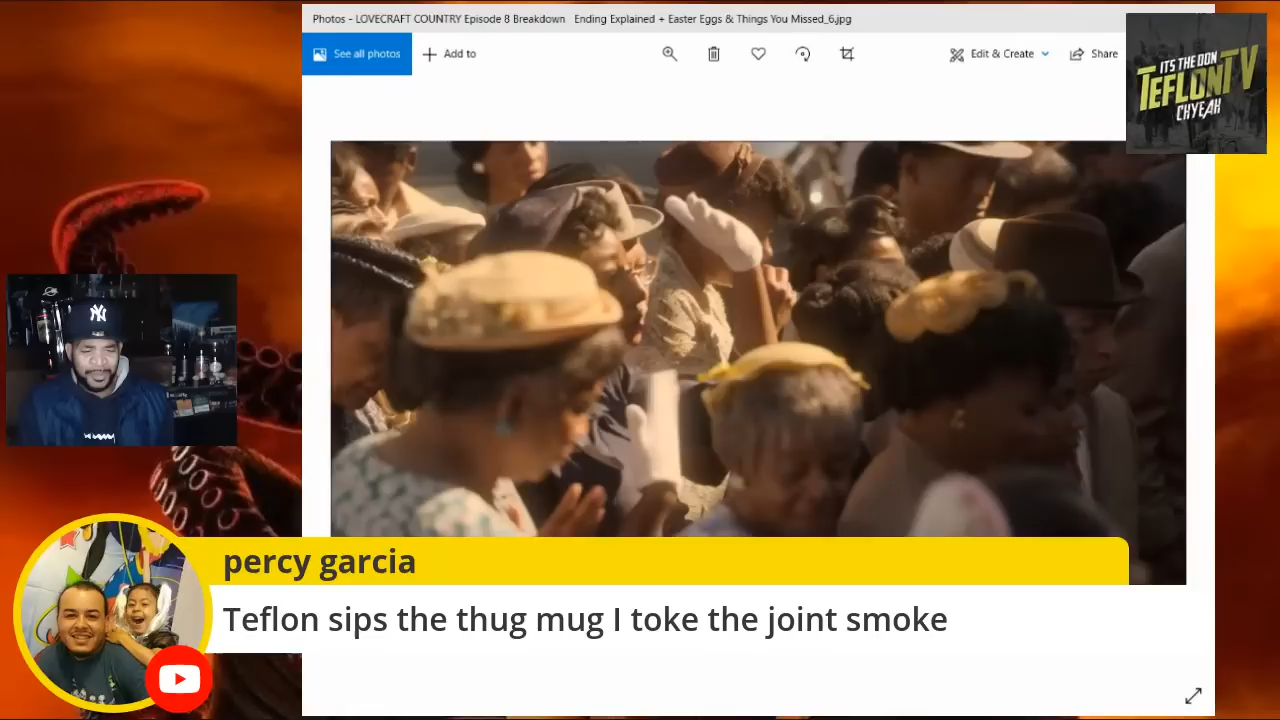 Photos - LOVECRAFT COUNTRY Episode 8 Breakdown   Ending Explained + Easter Eggs & Things You Missed_6.jpg
See all photos
Add to
Edit & Create
Share
ITS THE DON
TEFLONTV
CHYEAH
NY
percy garcia
Teflon sips the thug mug I toke the joint smoke